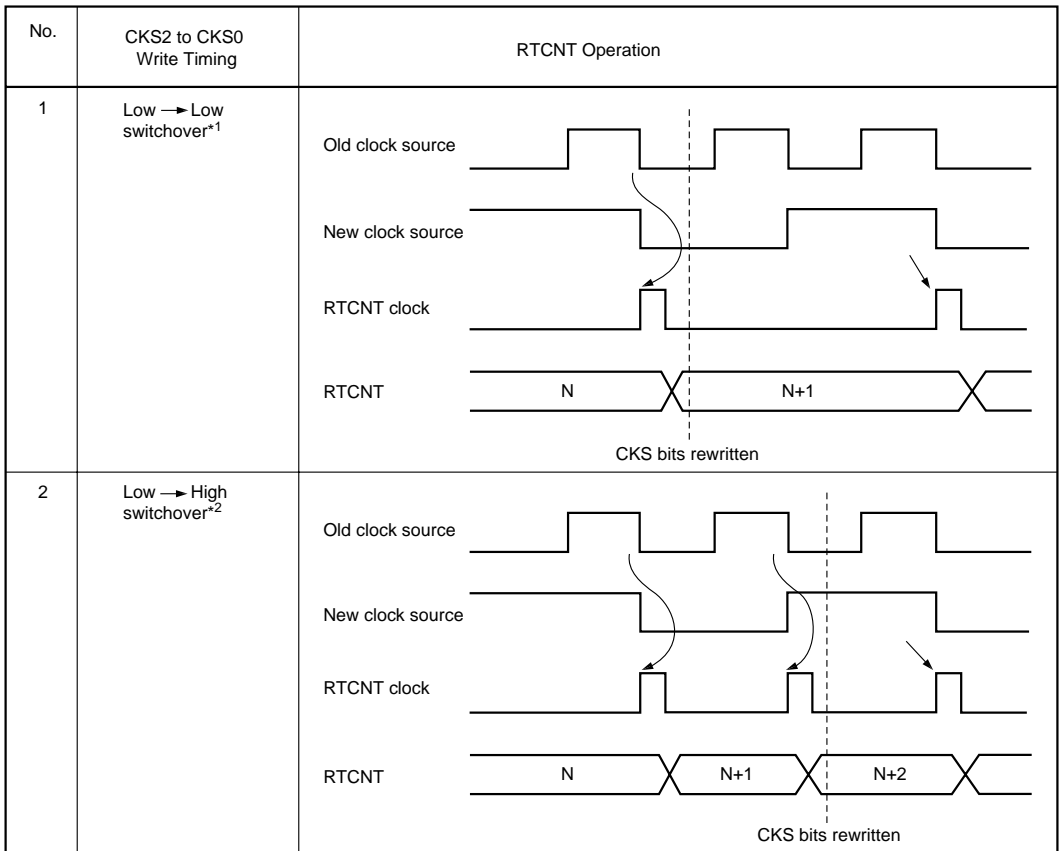 No.
CKS2 to CKS0
Write Timing
RTCNT Operation
1
Low → Low
switchover*1
Old clock source
New clock source
RTCNT clock
RTCNT
N
N+1
CKS bits rewritten
2
Low → High
switchover*2
Old clock source
New clock source
RTCNT clock
RTCNT
N
N+1
N+2
CKS bits rewritten